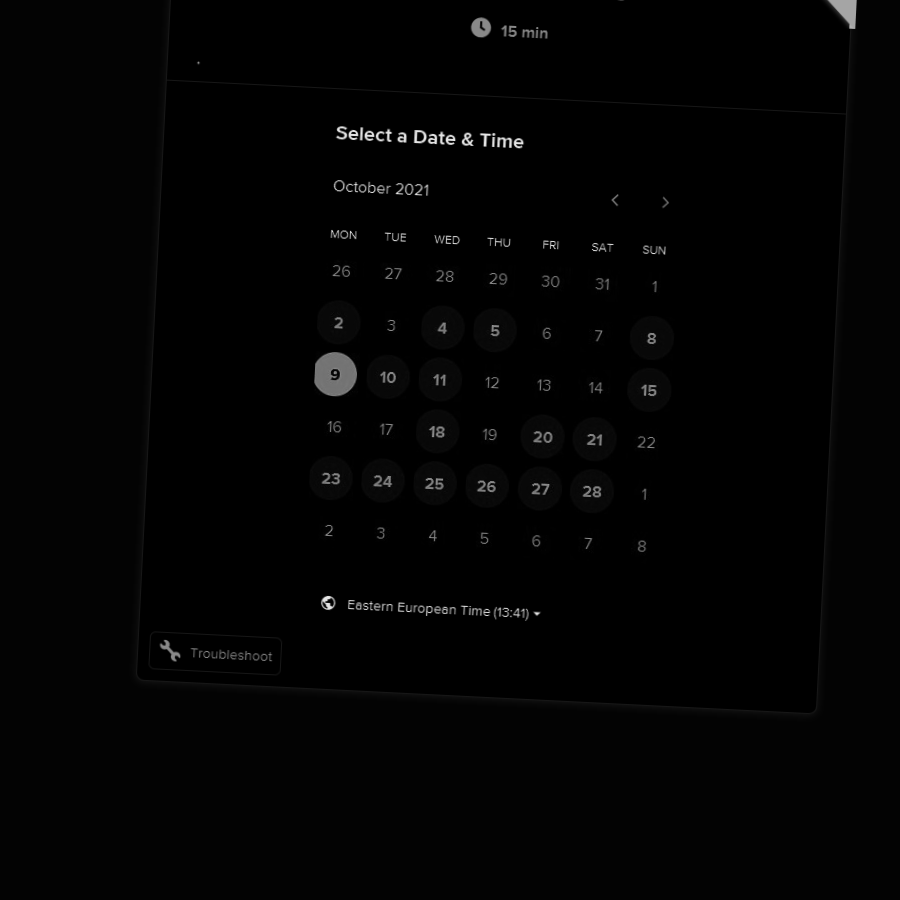 15 min
Select a Date & Time
October 2021
MON TUE WED THU FRI SAT SUN
26 27 28 29 30 31 1
2 3 4 5 6 7 8
9 10 11 12 13 14 15
16 17 18 19 20 21 22
23 24 25 26 27 28 1
2 3 4 5 6 7 8
Eastern European Time (13:41)
Troubleshoot